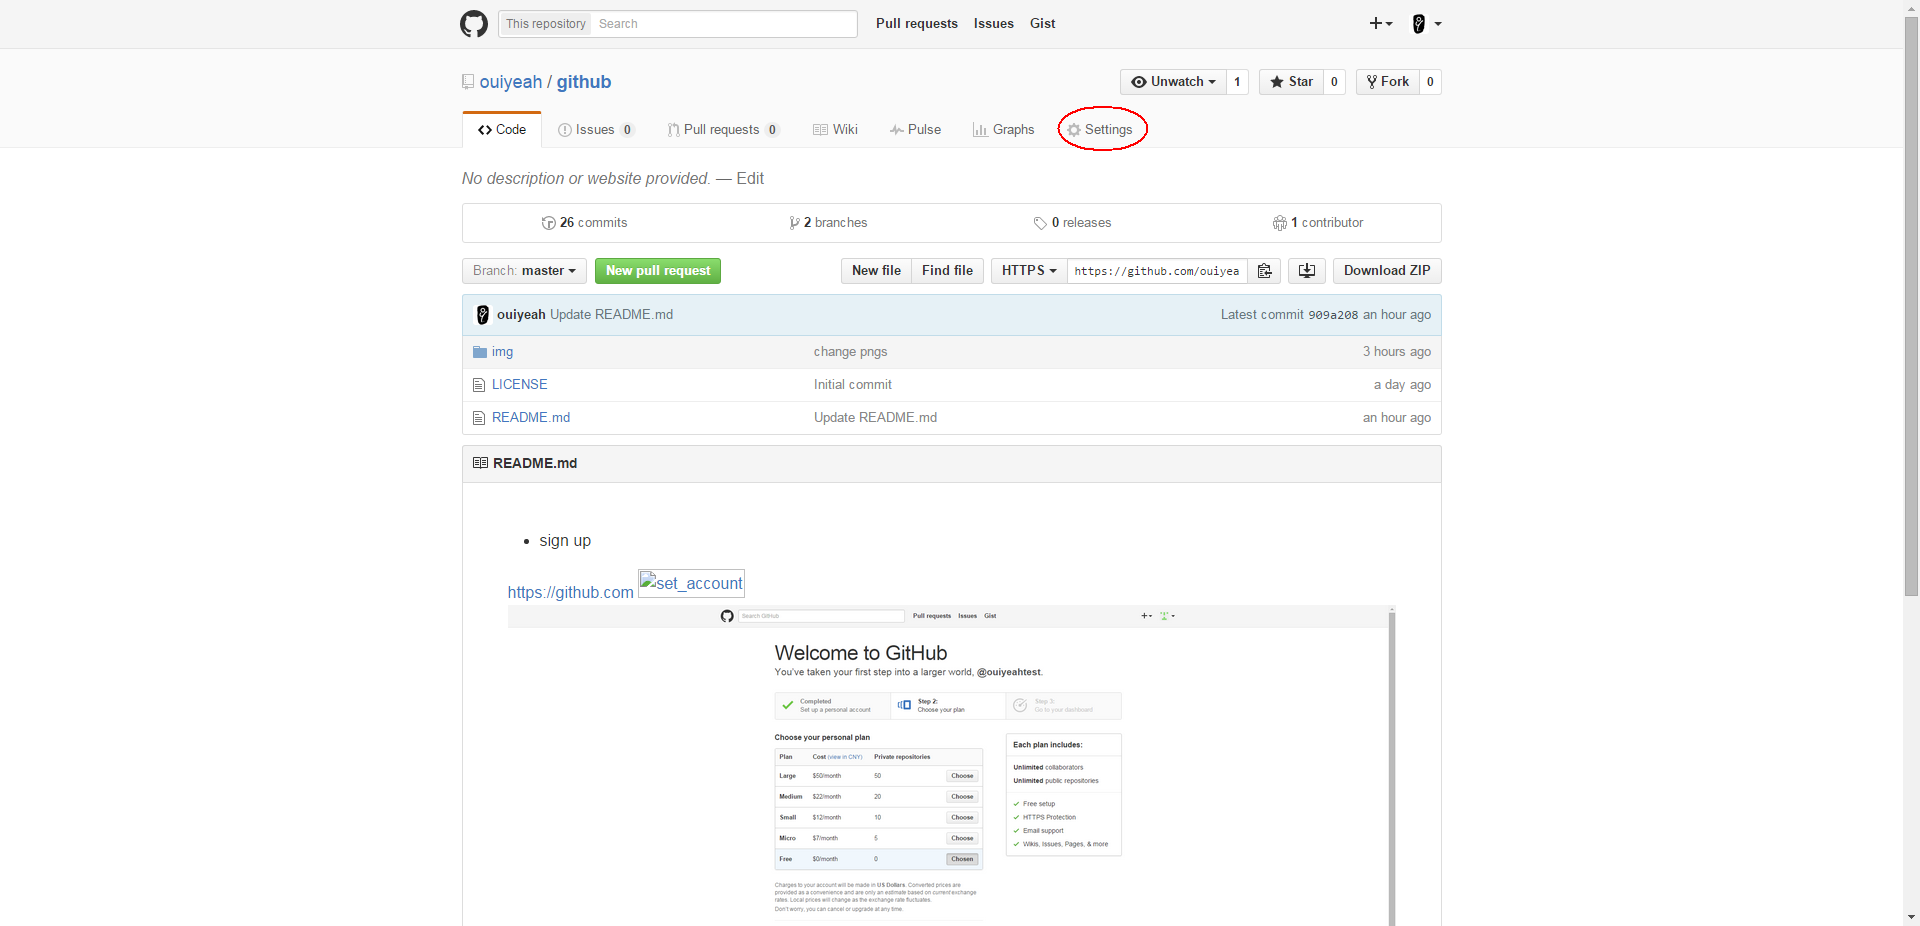 This repository Search Pull requests Issues Gist
ouiyeah / github Unwatch 1 Star 0 Fork 0
Code Issues 0 Pull requests 0 Wiki Pulse Graphs Settings
No description or website provided. — Edit
26 commits 2 branches 0 releases 1 contributor
Branch: master New pull request New file Find file HTTPS https://github.com/ouiyea Download ZIP
ouiyeah Update README.md Latest commit 909a208 an hour ago
img change pngs 3 hours ago
LICENSE Initial commit a day ago
README.md Update README.md an hour ago
README.md
• sign up
https://github.com set_account
Search GitHub Pull requests Issues Gist
Welcome to GitHub
You've taken your first step into a larger world, @ouiyeahtest.
Completed Step 2: Step 3:
Set up a personal account Choose your plan Go to your dashboard
Choose your personal plan
Each plan includes:
Plan Cost (view in CNY) Private repositories
Unlimited collaborators
Large $50/month 50 Choose
Unlimited public repositories
Medium $22/month 20 Choose
Free setup
Small $12/month 10 Choose
HTTPS Protection
Email support
Micro $7/month 5 Choose
Wikis, Issues, Pages, & more
Free $0/month 0 Chosen
Charges to your account will be made in US Dollars. Converted prices are
provided as a convenience and are only an estimate based on current exchange
rates. Local prices will change as the exchange rate fluctuates.
Don't worry, you can cancel or upgrade at any time.